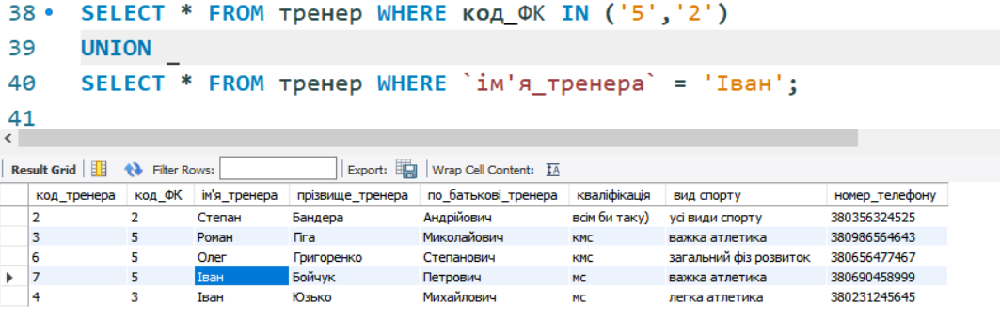 38 SELECT * FROM тренер WHERE код_ФК IN ('5','2')
39 UNION _
40 SELECT * FROM тренер WHERE `ім'я_тренера` = 'Іван';
41
Result Grid Filter Rows: Export: Wrap Cell Content: IA
код_тренера код_ФК ім'я_тренера прізвище_тренера по_батькові_тренера кваліфікація вид спорту номер_телефону
2 2 Степан Бандера Андрійович всім би таку) усі види спорту 380356324525
3 5 Роман Гіга Миколайович кмс важка атлетика 380986564643
6 5 Олег Григоренко Степанович кмс загальний фіз розвиток 380656477467
7 5 Іван Бойчук Петрович мс важка атлетика 380690458999
4 3 Іван Юзько Михайлович мс легка атлетика 380231245645